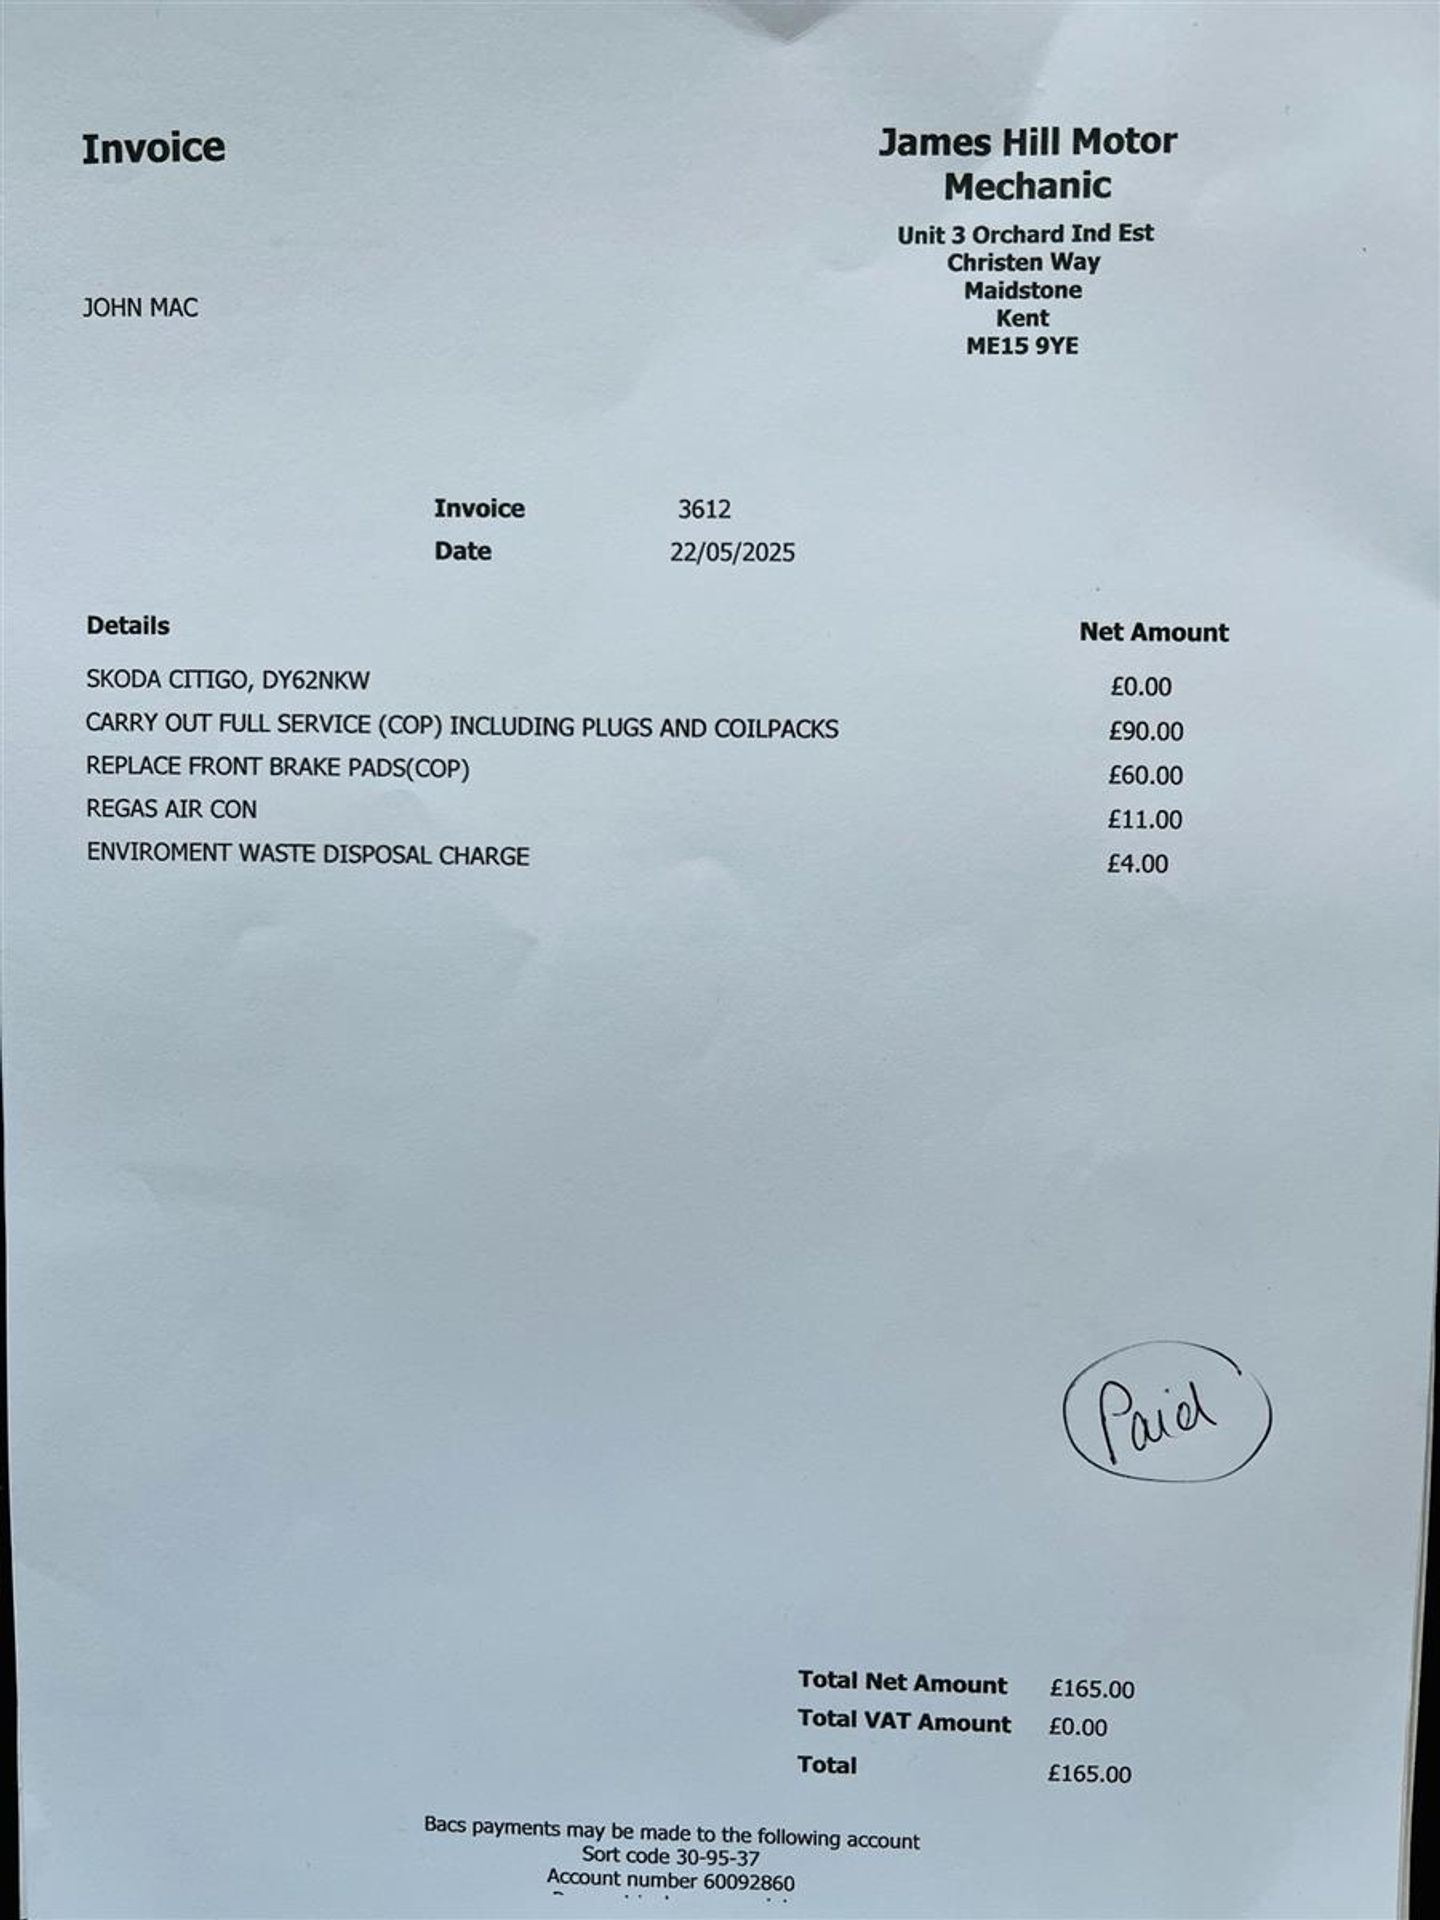 Invoice
James Hill Motor
Mechanic
Unit 3 Orchard Ind Est
Christen Way
Maidstone
Kent
ME15 9YE
JOHN MAC
Invoice 3612
Date 22/05/2025
Details Net Amount
SKODA CITIGO, DY62NKW £0.00
CARRY OUT FULL SERVICE (COP) INCLUDING PLUGS AND COILPACKS £90.00
REPLACE FRONT BRAKE PADS(COP) £60.00
REGAS AIR CON £11.00
ENVIROMENT WASTE DISPOSAL CHARGE £4.00
Paid
Total Net Amount £165.00
Total VAT Amount £0.00
Total £165.00
Bacs payments may be made to the following account
Sort code 30-95-37
Account number 60092860